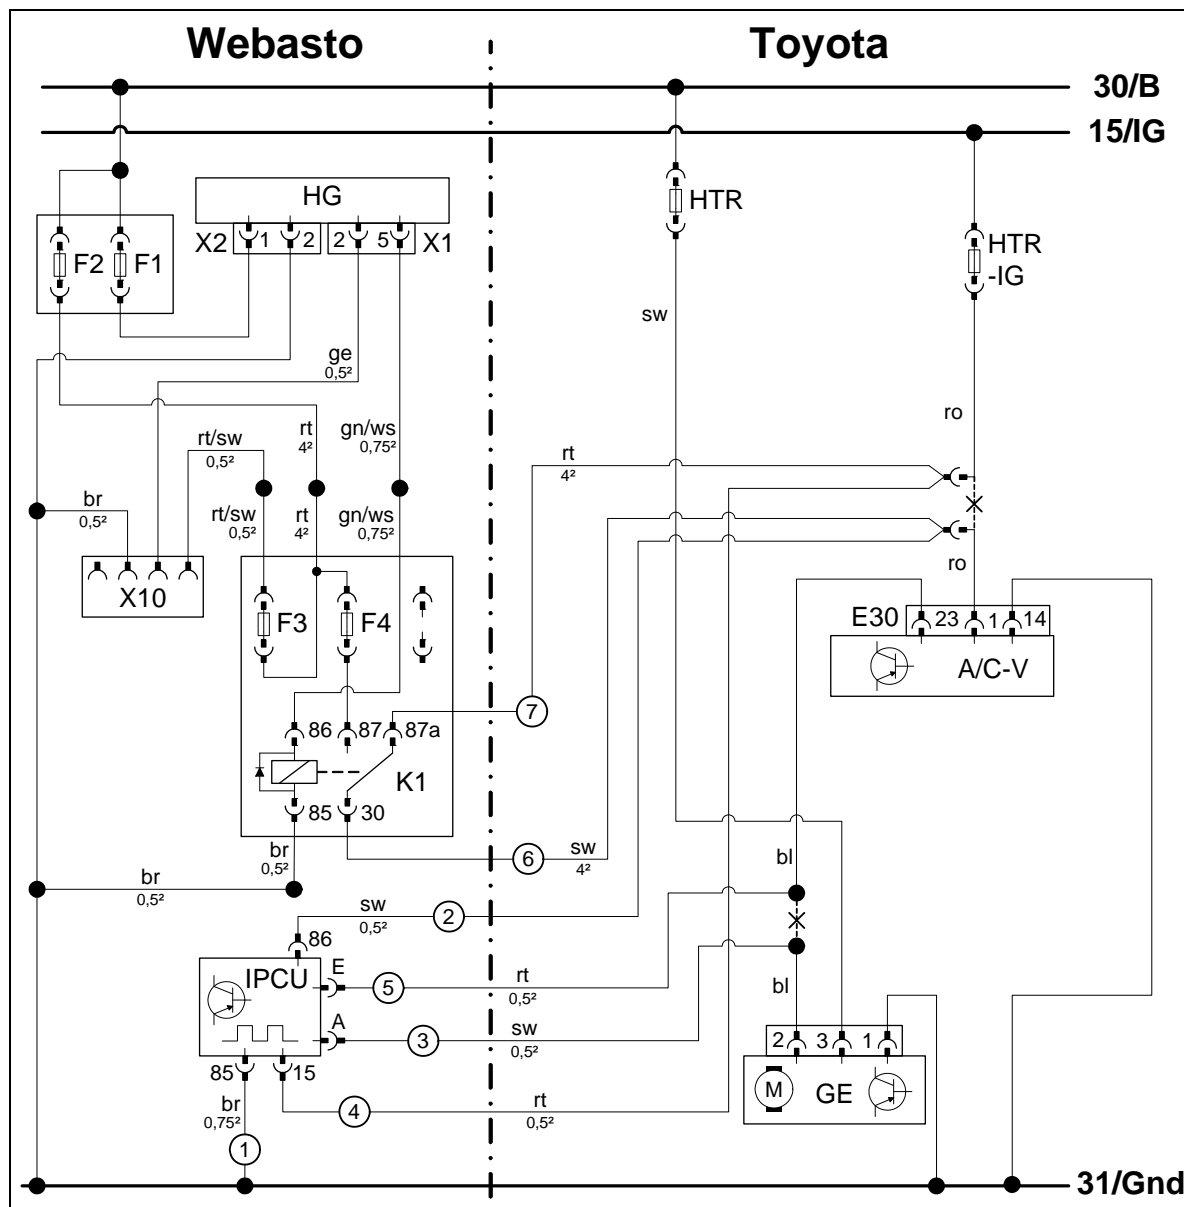 Webasto
Toyota
30/B
15/IG
HG
HTR
X2
1
2
2
5
X1
HTR
-IG
F2
F1
sw
ge
0,5²
ro
rt/sw
0,5²
rt
4²
gn/ws
0,75²
rt
4²
br
0,5²
rt/sw
0,5²
rt
4²
gn/ws
0,75²
ro
X10
F3
F4
E30
23
1
14
A/C-V
7
86
87
87a
K1
85
30
br
0,5²
6
sw
4²
bl
br
0,5²
sw
0,5²
2
86
IPCU
E
5
rt
0,5²
bl
A
3
sw
0,5²
2
3
1
85
15
M
GE
br
0,75²
4
rt
0,5²
1
31/Gnd